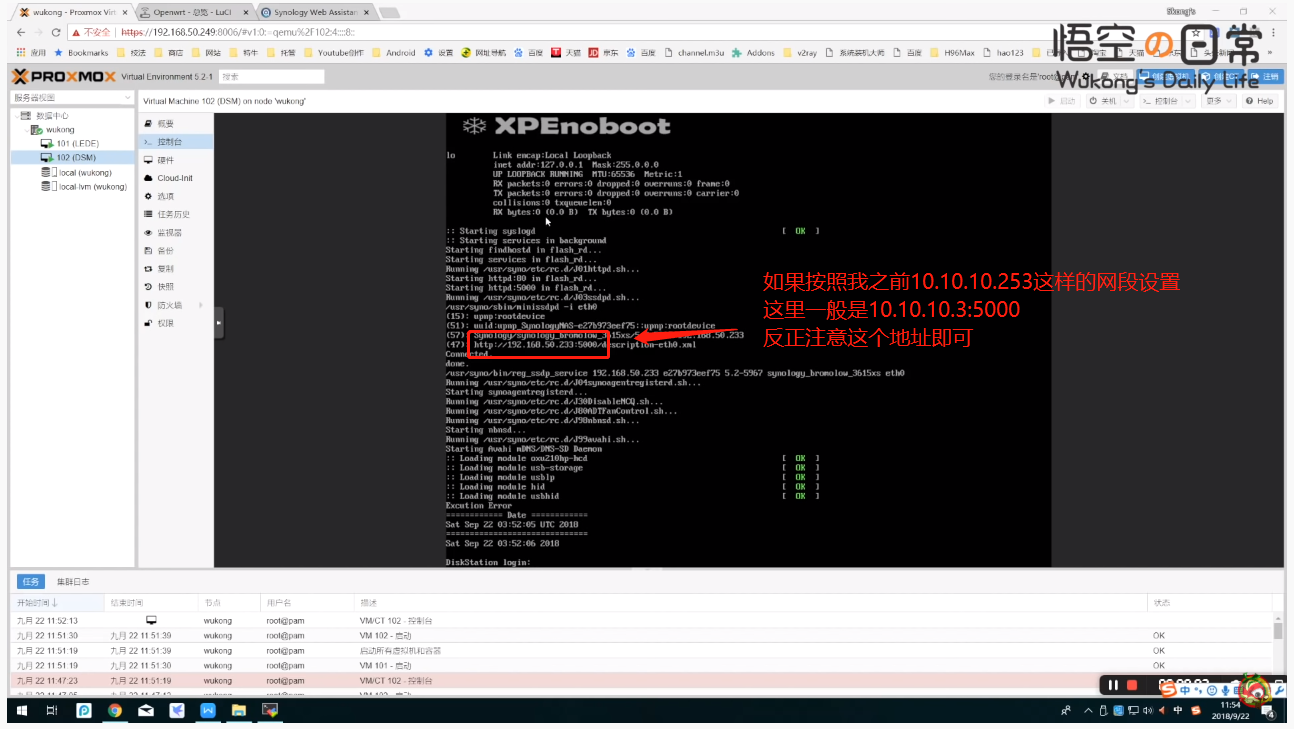 wukong - Proxmox Virt
Openwrt - 总览 - LuCI
Synology Web Assistan
不安全 https://192.168.50.249:8006/#v1:0:=qemu%2F102:4::::8::
应用 Bookmarks 投法 商店 网站 特牛 托管 Youtube制作 Android 设置 网址导航 百度 天猫 京东 百度 channel.m3u Addons v2ray 系统装机大师 百度 H96Max hao123
悟空の日常
Wukong's Daily Life
PROXMOX Virtual Environment 5.2-1 搜索
您的登录名是'root@pam'
服务器视图
Virtual Machine 102 (DSM) on node 'wukong'
启动 关机 控制台 更多 Help
数据中心
wukong
101 (LEDE)
102 (DSM)
local (wukong)
local-lvm (wukong)
概要
控制台
硬件
Cloud-Init
选项
任务历史
监视器
备份
复制
快照
防火墙
权限
XPEnoboot
lo Link encap:Local Loopback
inet addr:127.0.0.1 Mask:255.0.0.0
UP LOOPBACK RUNNING MTU:65536 Metric:1
RX packets:0 errors:0 dropped:0 overruns:0 frame:0
TX packets:0 errors:0 dropped:0 overruns:0 carrier:0
collisions:0 txqueuelen:0
RX bytes:0 (0.0 B) TX bytes:0 (0.0 B)
:: Starting syslogd [ OK ]
:: Starting services in background
Starting findhostd in flash_rd...
Starting services in flash_rd...
Running /usr/syno/etc/rc.d/J01httpd.sh...
Starting httpd:80 in flash_rd...
Starting httpd:5000 in flash_rd...
Running /usr/syno/etc/rc.d/J03ssdpd.sh...
/usr/syno/sbin/minissdpd -i eth0
(15): upnp:rootdevice
(51): uuid:upnp_SynologyNAS-e27b973eef75::upnp:rootdevice
(57): Synology/synology_bromolow_3615xs/5.2-5967/192.168.50.233
(47): http://192.168.50.233:5000/description-eth0.xml
Connected.
done.
/usr/syno/bin/reg_ssdp_service 192.168.50.233 e27b973eef75 5.2-5967 synology_bromolow_3615xs eth0
Running /usr/syno/etc/rc.d/J04synoagentregisterd.sh...
Starting synoagentregisterd...
Running /usr/syno/etc/rc.d/J30DisableNCQ.sh...
Running /usr/syno/etc/rc.d/J80ADTFanControl.sh...
Running /usr/syno/etc/rc.d/J98nbnsd.sh...
Starting nbnsd...
Running /usr/syno/etc/rc.d/J99avahi.sh...
Starting Avahi mDNS/DNS-SD Daemon
:: Loading module oxu210hp-hcd [ OK ]
:: Loading module usb-storage [ OK ]
:: Loading module usblp [ OK ]
:: Loading module hid [ OK ]
:: Loading module usbhid [ OK ]
Excution Error
============ Date ============
Sat Sep 22 03:52:05 UTC 2018
==============================
Sat Sep 22 03:52:06 2018
DiskStation login:
如果按照我之前10.10.10.253这样的网段设置
这里一般是10.10.10.3:5000
反正注意这个地址即可
任务 集群日志
开始时间↓ 结束时间 节点 用户名 描述 状态
九月 22 11:52:13 wukong root@pam VM/CT 102 - 控制台
九月 22 11:51:30 九月 22 11:51:39 wukong root@pam VM 102 - 启动 OK
九月 22 11:51:19 九月 22 11:51:39 wukong root@pam 启动所有虚拟机和容器 OK
九月 22 11:51:19 九月 22 11:51:30 wukong root@pam VM 101 - 启动 OK
九月 22 11:47:23 九月 22 11:51:19 wukong root@pam VM/CT 102 - 控制台
中
中
11:54
2018/9/22
4